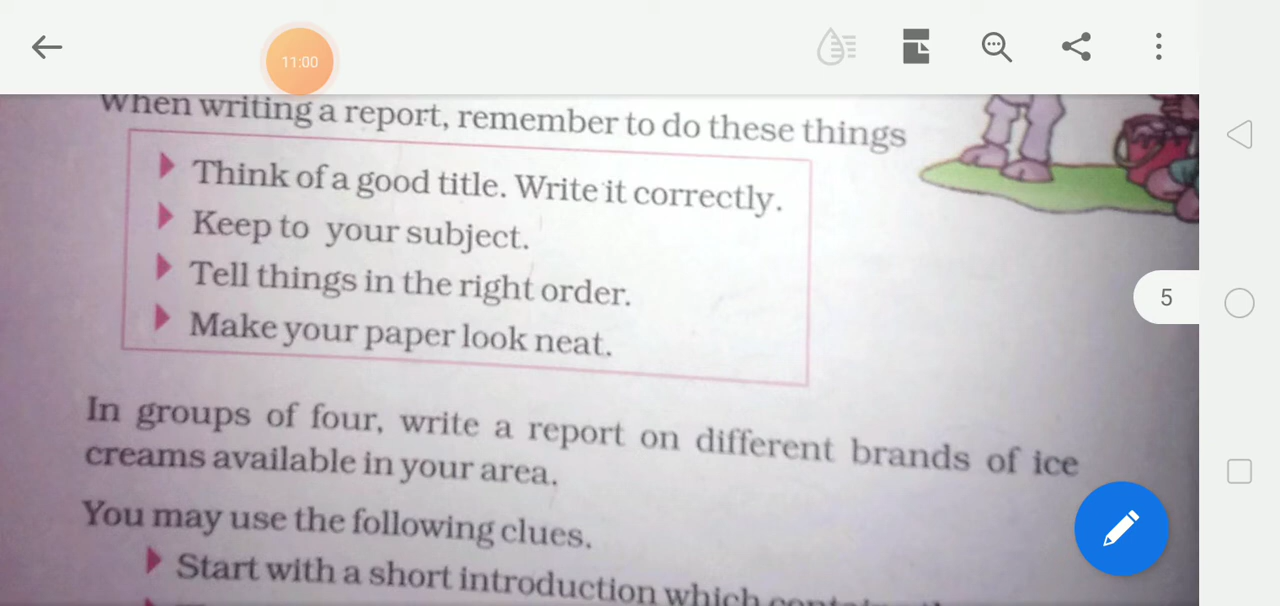 11:00
When writing a report, remember to do these things
Think of a good title. Write it correctly.
Keep to your subject.
Tell things in the right order.
5
Make your paper look neat.
In groups of four, write a report on different brands of ice
creams available in your area.
You may use the following clues.
Start with a short introduction which